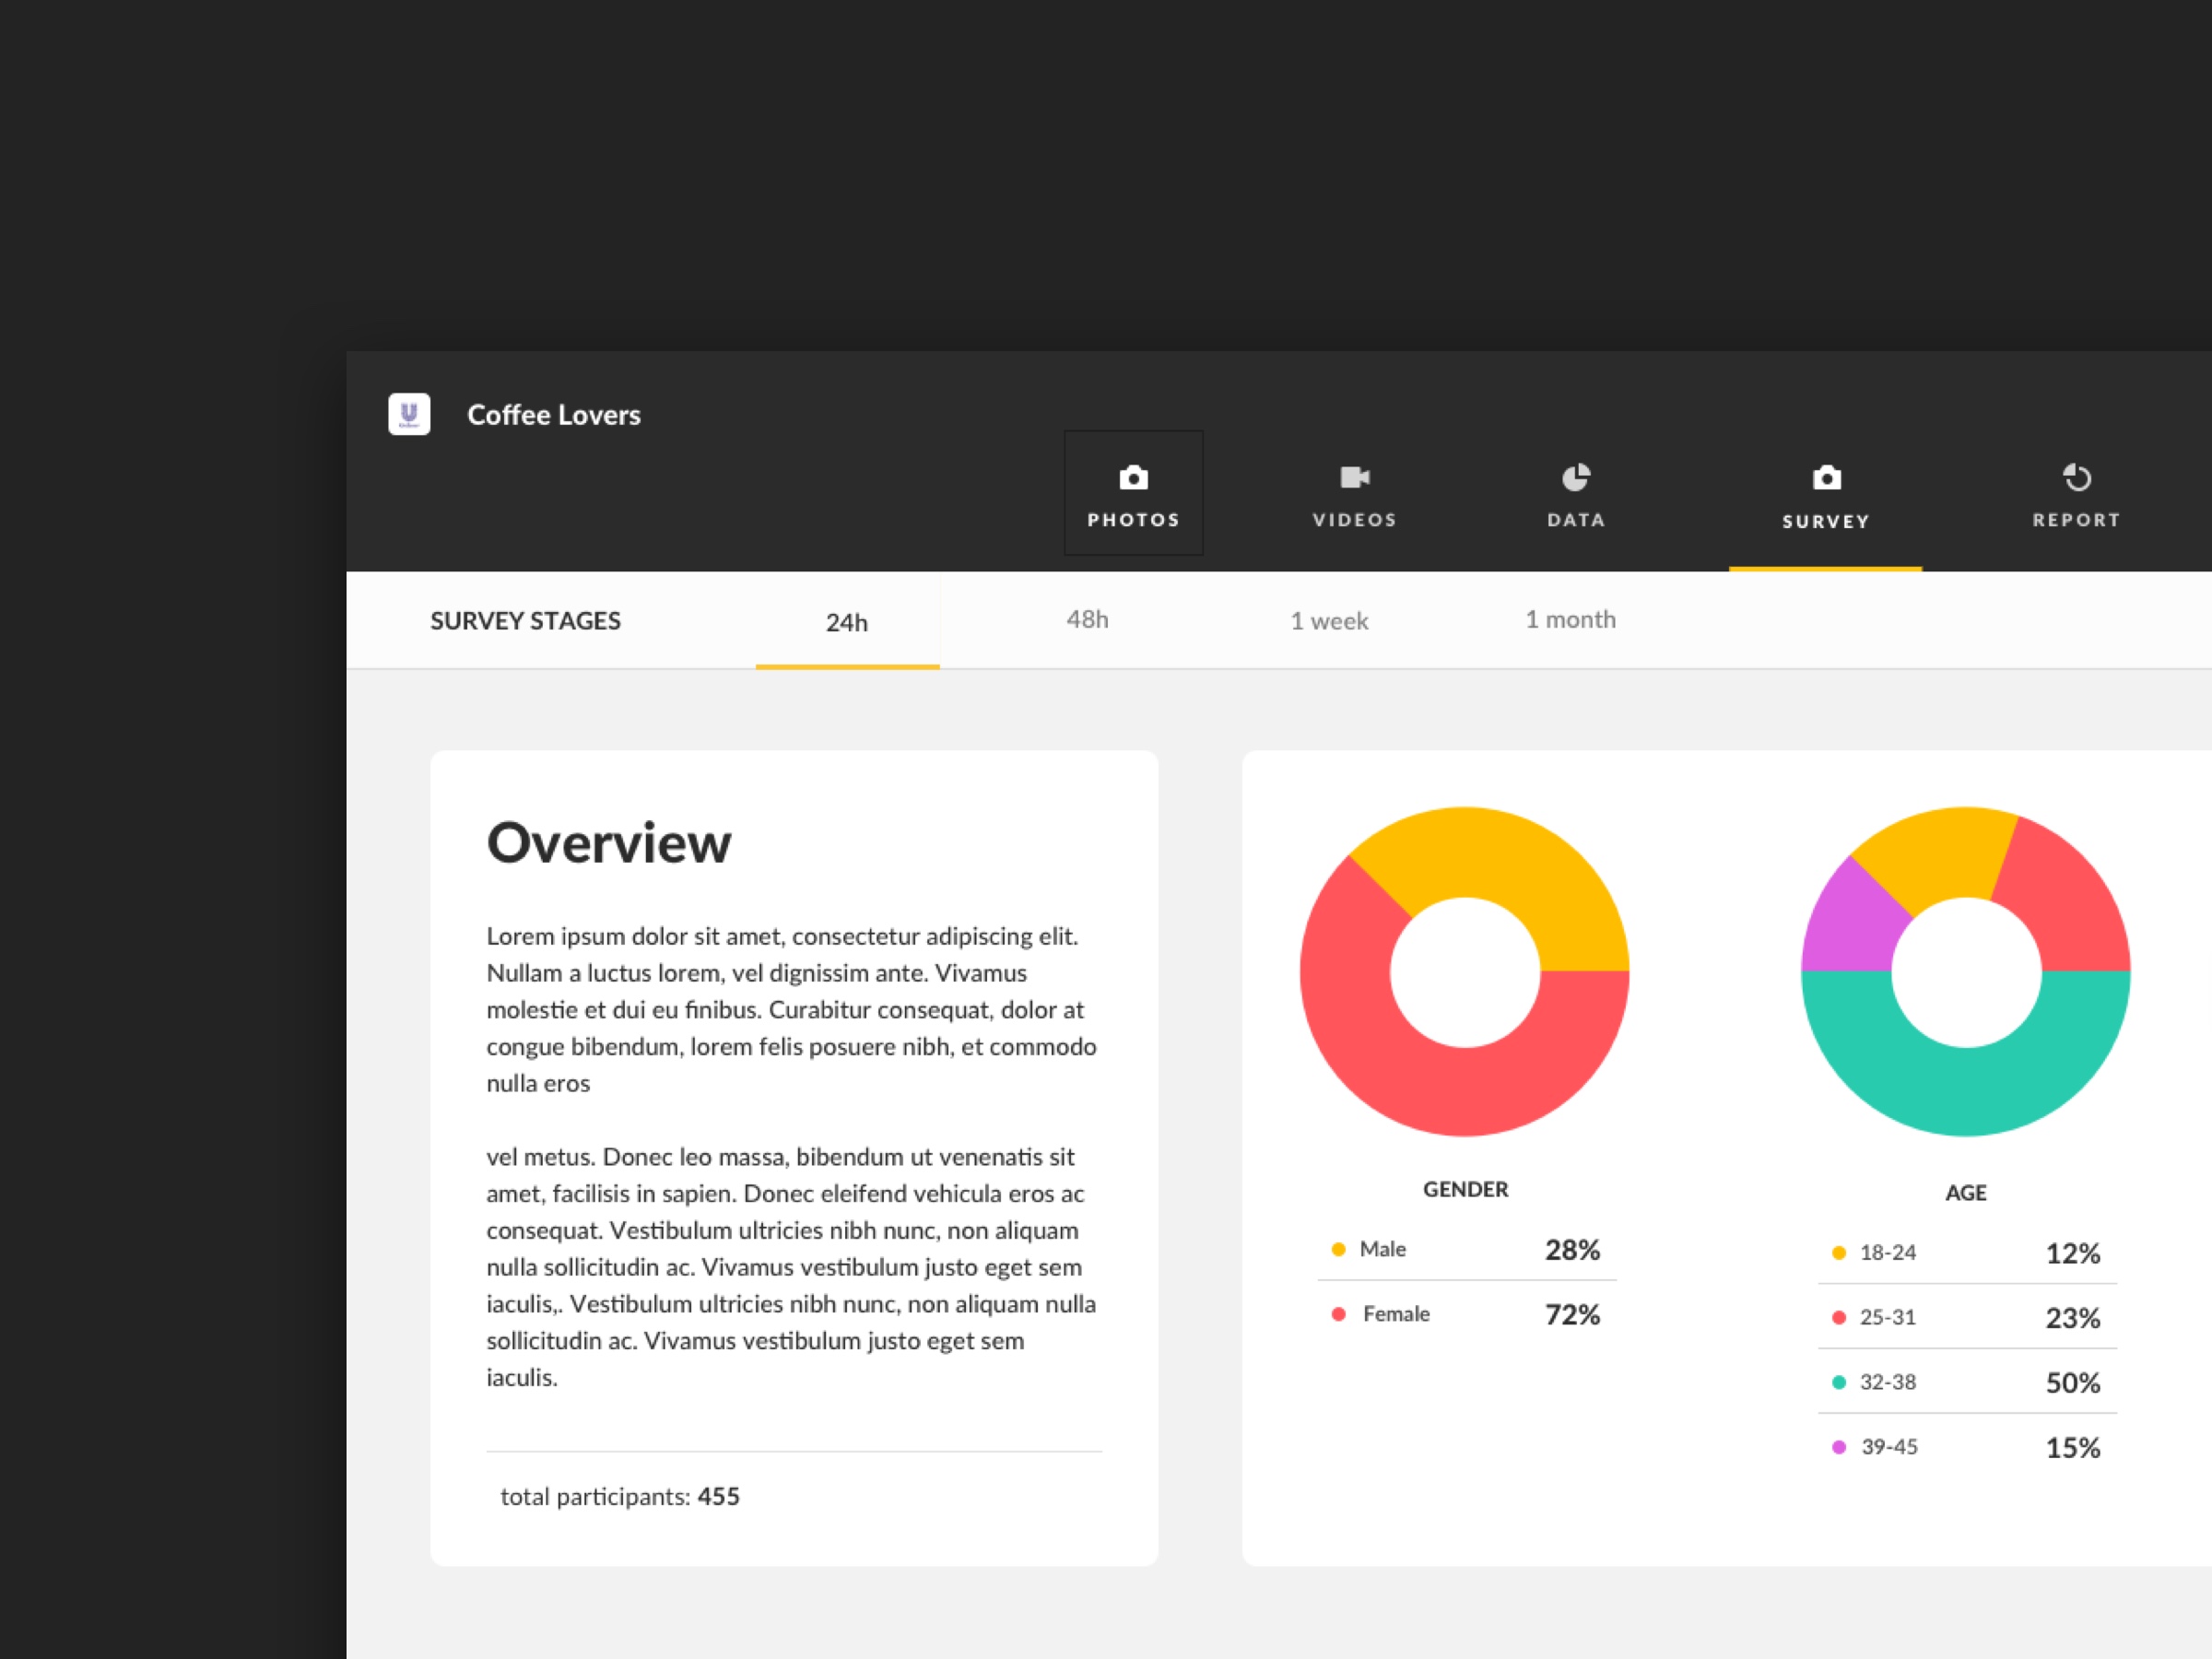 Coffee Lovers
PHOTOS
VIDEOS
DATA
SURVEY
REPORT
SURVEY STAGES
24h
48h
1 week
1 month
Overview
Lorem ipsum dolor sit amet, consectetur adipiscing elit.
Nullam a luctus lorem, vel dignissim ante. Vivamus
molestie et dui eu finibus. Curabitur consequat, dolor at
congue bibendum, lorem felis posuere nibh, et commodo
nulla eros
vel metus. Donec leo massa, bibendum ut venenatis sit
amet, facilisis in sapien. Donec eleifend vehicula eros ac
consequat. Vestibulum ultricies nibh nunc, non aliquam
nulla sollicitudin ac. Vivamus vestibulum justo eget sem
iaculis,. Vestibulum ultricies nibh nunc, non aliquam nulla
sollicitudin ac. Vivamus vestibulum justo eget sem
iaculis.
total participants: 455
GENDER
Male 28%
Female 72%
AGE
18-24 12%
25-31 23%
32-38 50%
39-45 15%